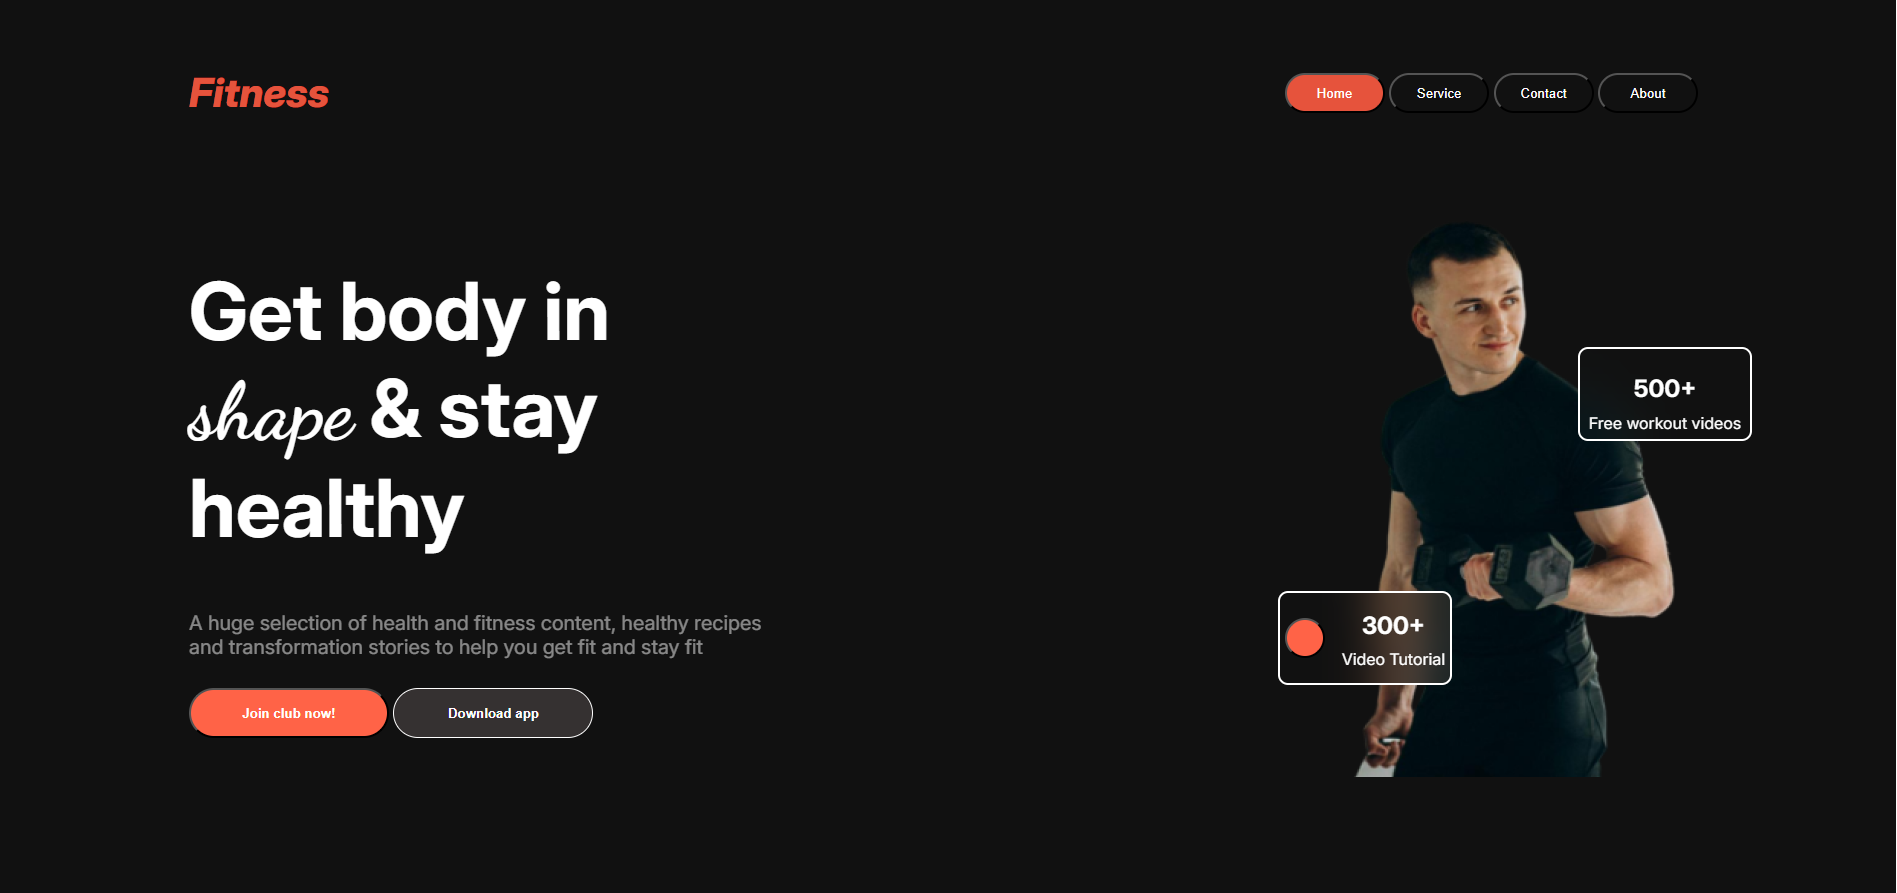 Fitness
Home
Service
Contact
About
Get body in
shape & stay
healthy
500+
Free workout videos
300+
Video Tutorial
A huge selection of health and fitness content, healthy recipes
and transformation stories to help you get fit and stay fit
Join club now!
Download app